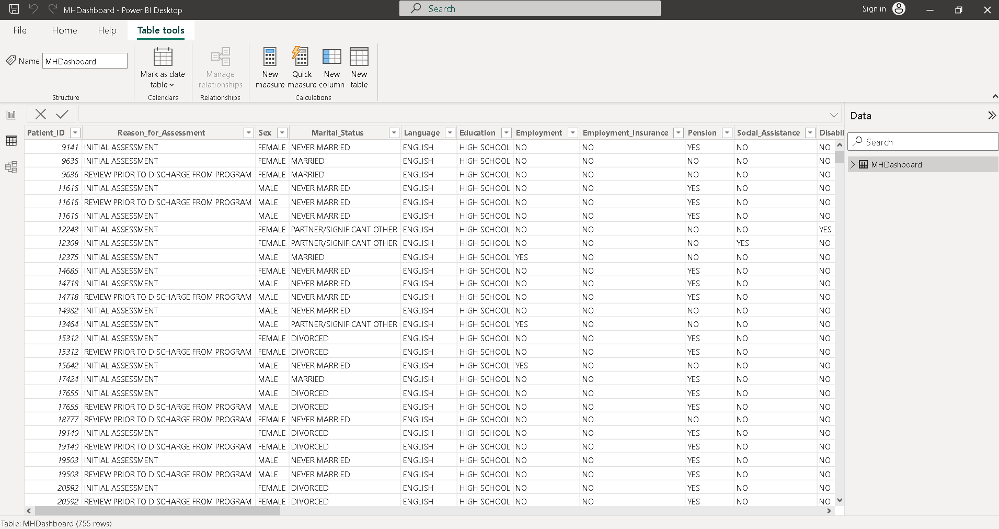 MHDashboard - Power BI Desktop
Search
Sign in
File Home Help Table tools
Name MHDashboard
Mark as date table
Manage relationships
New measure
Quick measure
New column
New table
Structure Calendars Relationships Calculations
Data
Search
MHDashboard
Patient_ID Reason_for_Assessment Sex Marital_Status Language Education Employment Employment_Insurance Pension Social_Assistance Disabil
9141 INITIAL ASSESSMENT FEMALE NEVER MARRIED ENGLISH HIGH SCHOOL NO NO YES NO NO
9636 INITIAL ASSESSMENT FEMALE MARRIED ENGLISH HIGH SCHOOL NO NO NO NO NO
9636 REVIEW PRIOR TO DISCHARGE FROM PROGRAM FEMALE MARRIED ENGLISH HIGH SCHOOL NO NO NO NO NO
11616 INITIAL ASSESSMENT MALE NEVER MARRIED ENGLISH HIGH SCHOOL NO NO YES NO NO
11616 REVIEW PRIOR TO DISCHARGE FROM PROGRAM MALE NEVER MARRIED ENGLISH HIGH SCHOOL NO NO YES NO NO
11616 INITIAL ASSESSMENT MALE NEVER MARRIED ENGLISH HIGH SCHOOL NO NO YES NO NO
12243 INITIAL ASSESSMENT FEMALE PARTNER/SIGNIFICANT OTHER ENGLISH HIGH SCHOOL NO NO NO NO YES
12309 INITIAL ASSESSMENT FEMALE PARTNER/SIGNIFICANT OTHER ENGLISH HIGH SCHOOL NO NO NO YES NO
12375 INITIAL ASSESSMENT MALE MARRIED ENGLISH HIGH SCHOOL YES NO NO NO NO
14685 INITIAL ASSESSMENT FEMALE NEVER MARRIED ENGLISH HIGH SCHOOL NO NO YES NO NO
14718 INITIAL ASSESSMENT MALE NEVER MARRIED ENGLISH HIGH SCHOOL NO NO YES NO NO
14718 REVIEW PRIOR TO DISCHARGE FROM PROGRAM MALE NEVER MARRIED ENGLISH HIGH SCHOOL NO NO YES NO NO
14982 INITIAL ASSESSMENT MALE NEVER MARRIED ENGLISH HIGH SCHOOL NO NO NO NO NO
13464 INITIAL ASSESSMENT MALE PARTNER/SIGNIFICANT OTHER ENGLISH HIGH SCHOOL YES NO NO NO NO
15312 INITIAL ASSESSMENT FEMALE DIVORCED ENGLISH HIGH SCHOOL NO NO YES NO NO
15312 REVIEW PRIOR TO DISCHARGE FROM PROGRAM FEMALE DIVORCED ENGLISH HIGH SCHOOL NO NO YES NO NO
15642 INITIAL ASSESSMENT MALE NEVER MARRIED ENGLISH HIGH SCHOOL YES NO NO NO NO
17424 INITIAL ASSESSMENT MALE MARRIED ENGLISH HIGH SCHOOL NO NO YES NO NO
17655 INITIAL ASSESSMENT MALE DIVORCED ENGLISH HIGH SCHOOL NO NO YES NO NO
17655 REVIEW PRIOR TO DISCHARGE FROM PROGRAM MALE DIVORCED ENGLISH HIGH SCHOOL NO NO YES NO NO
18777 REVIEW PRIOR TO DISCHARGE FROM PROGRAM FEMALE NEVER MARRIED ENGLISH HIGH SCHOOL NO NO NO NO NO
19140 INITIAL ASSESSMENT FEMALE DIVORCED ENGLISH HIGH SCHOOL NO NO YES NO NO
19140 REVIEW PRIOR TO DISCHARGE FROM PROGRAM FEMALE DIVORCED ENGLISH HIGH SCHOOL NO NO YES NO NO
19503 INITIAL ASSESSMENT MALE NEVER MARRIED ENGLISH HIGH SCHOOL NO NO YES NO NO
19503 REVIEW PRIOR TO DISCHARGE FROM PROGRAM MALE NEVER MARRIED ENGLISH HIGH SCHOOL NO NO YES NO NO
20592 INITIAL ASSESSMENT FEMALE DIVORCED ENGLISH HIGH SCHOOL NO NO YES NO NO
20592 REVIEW PRIOR TO DISCHARGE FROM PROGRAM FEMALE DIVORCED ENGLISH HIGH SCHOOL NO NO YES NO NO
Table: MHDashboard (755 rows)